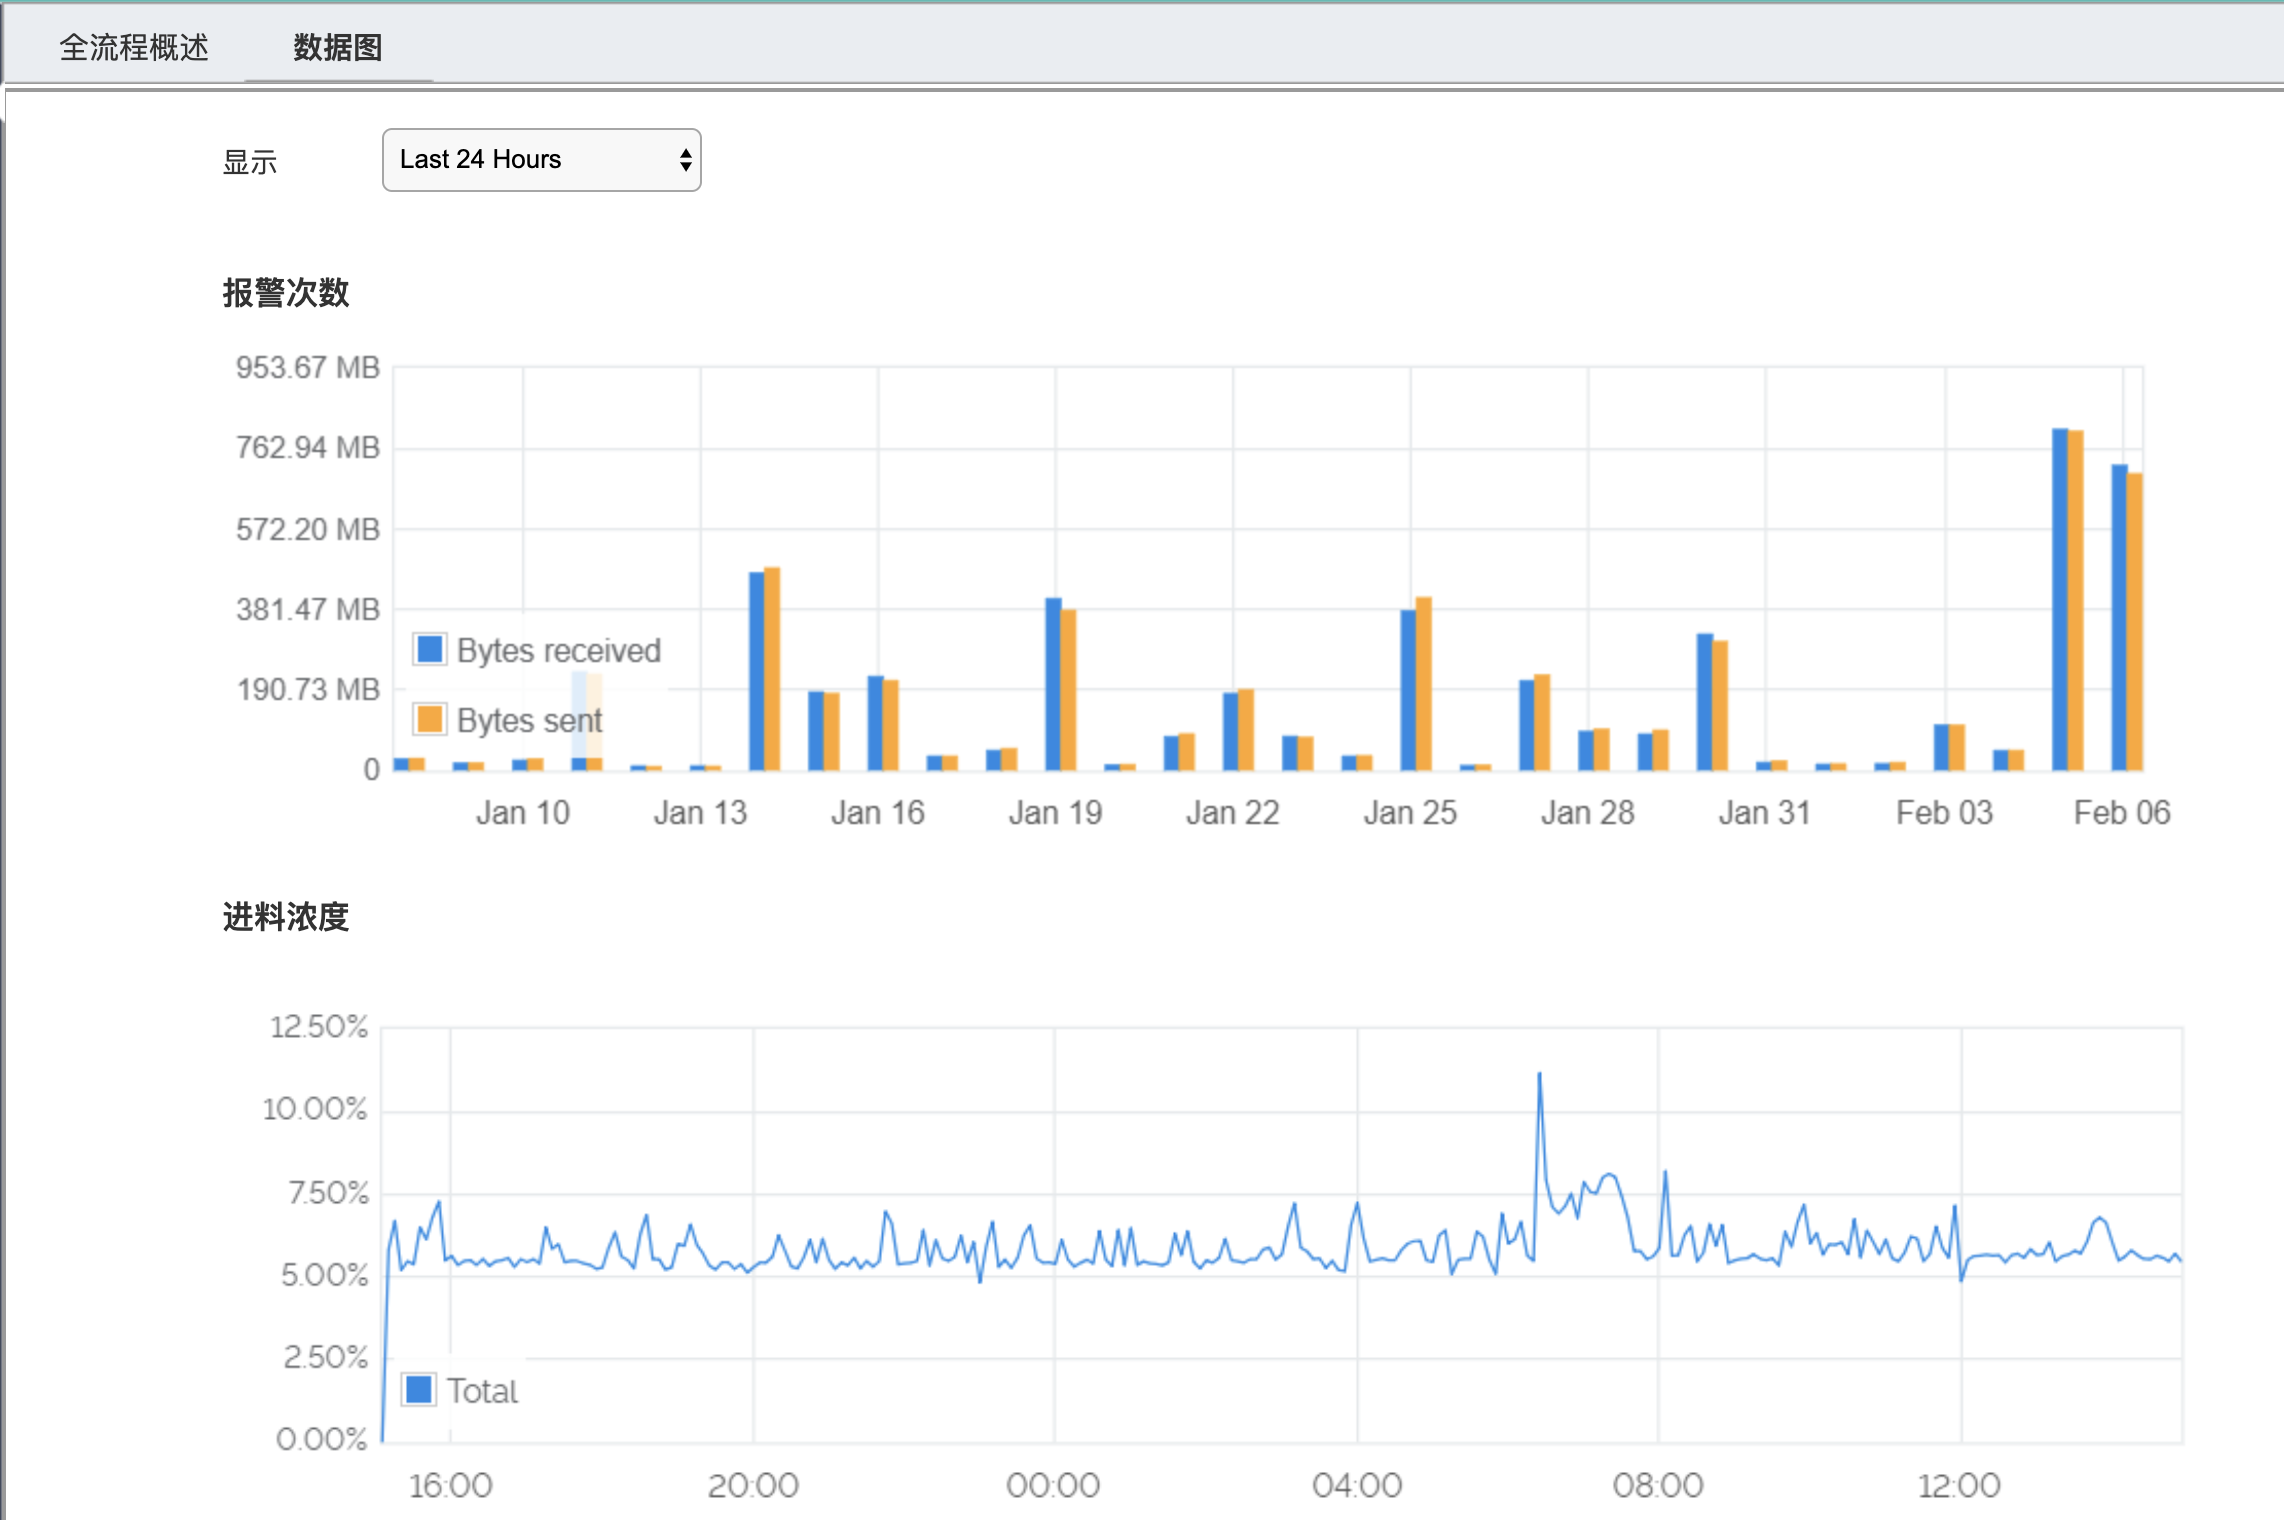 全流程概述 数据图
显示 Last 24 Hours
报警次数
953.67 MB
762.94 MB
572.20 MB
381.47 MB
Bytes received
190.73 MB
Bytes sent
0
Jan 10 Jan 13 Jan 16 Jan 19 Jan 22 Jan 25 Jan 28 Jan 31 Feb 03 Feb 06
进料浓度
12.50%
10.00%
7.50%
5.00%
2.50%
Total
0.00%
16:00 20:00 00:00 04:00 08:00 12:00